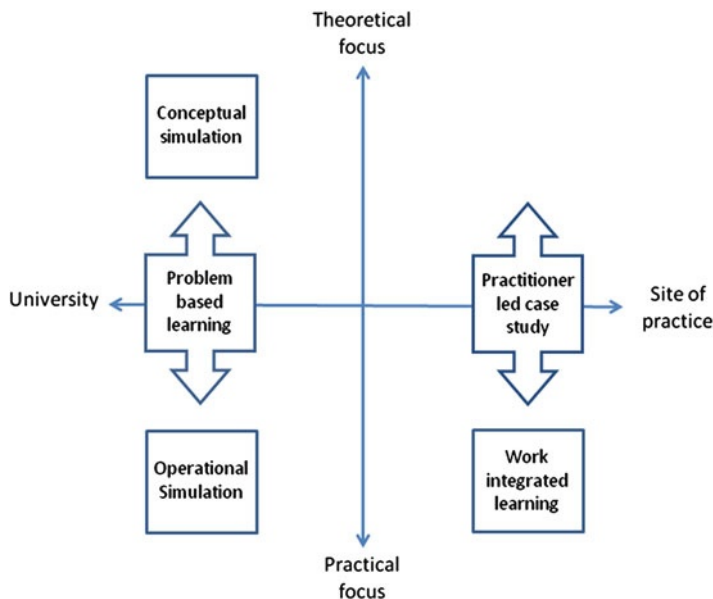 Theoretical
focus
Conceptual
simulation
University
Problem
based
learning
Practitioner
led case
study
Site of
practice
Operational
Simulation
Work
integrated
learning
Practical
focus